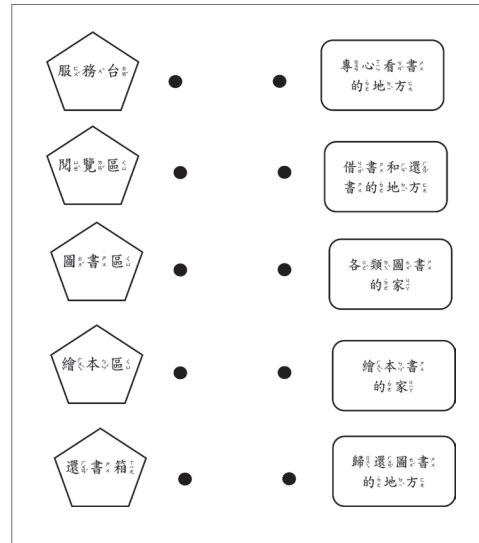 服務台
專心看書
的地方
閱覽區
借書和還
書的地方
圖書區
各類圖書
的家
繪本區
繪本書
的家
還書箱
歸還圖書
的地方